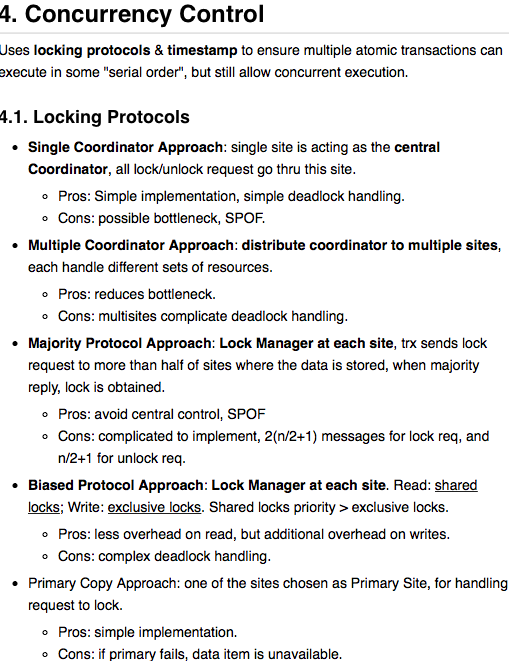 4. Concurrency Control
Uses locking protocols & timestamp to ensure multiple atomic transactions can
execute in some "serial order", but still allow concurrent execution.
4.1. Locking Protocols
• Single Coordinator Approach: single site is acting as the central
Coordinator, all lock/unlock request go thru this site.
◦ Pros: Simple implementation, simple deadlock handling.
◦ Cons: possible bottleneck, SPOF.
• Multiple Coordinator Approach: distribute coordinator to multiple sites,
each handle different sets of resources.
◦ Pros: reduces bottleneck.
◦ Cons: multisites complicate deadlock handling.
• Majority Protocol Approach: Lock Manager at each site, trx sends lock
request to more than half of sites where the data is stored, when majority
reply, lock is obtained.
◦ Pros: avoid central control, SPOF
◦ Cons: complicated to implement, 2(n/2+1) messages for lock req, and
n/2+1 for unlock req.
• Biased Protocol Approach: Lock Manager at each site. Read: shared
locks; Write: exclusive locks. Shared locks priority > exclusive locks.
◦ Pros: less overhead on read, but additional overhead on writes.
◦ Cons: complex deadlock handling.
• Primary Copy Approach: one of the sites chosen as Primary Site, for handling
request to lock.
◦ Pros: simple implementation.
◦ Cons: if primary fails, data item is unavailable.